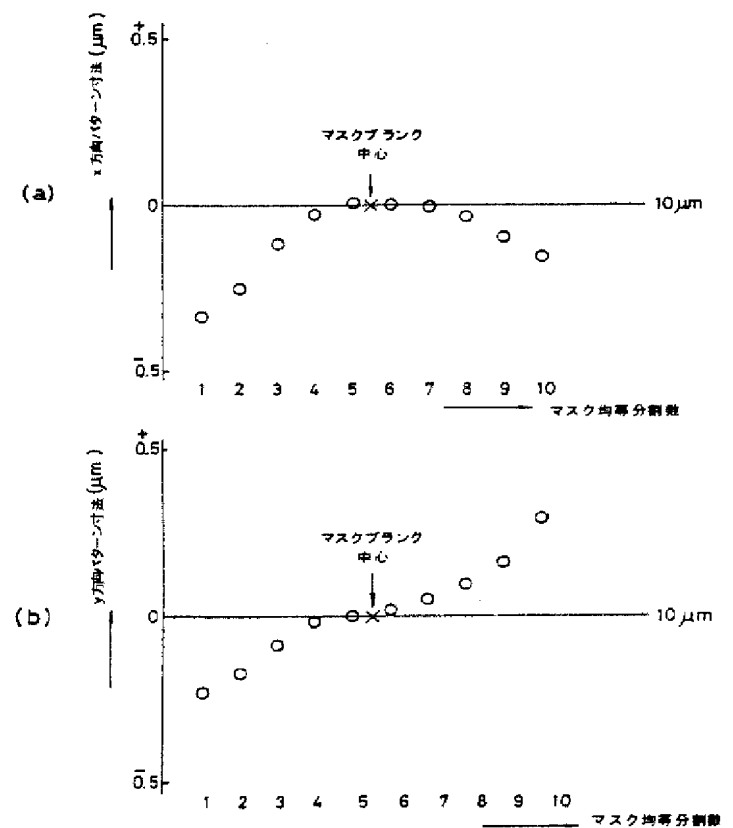 (a)
x方向パターン寸法(μm)
+
0.5
0
-
0.5
マスクブランク
中心
10μm
1 2 3 4 5 6 7 8 9 10
マスク均等分割数
(b)
y方向パターン寸法(μm)
+
0.5
0
-
0.5
マスクブランク
中心
10μm
1 2 3 4 5 6 7 8 9 10
マスク均等分割数